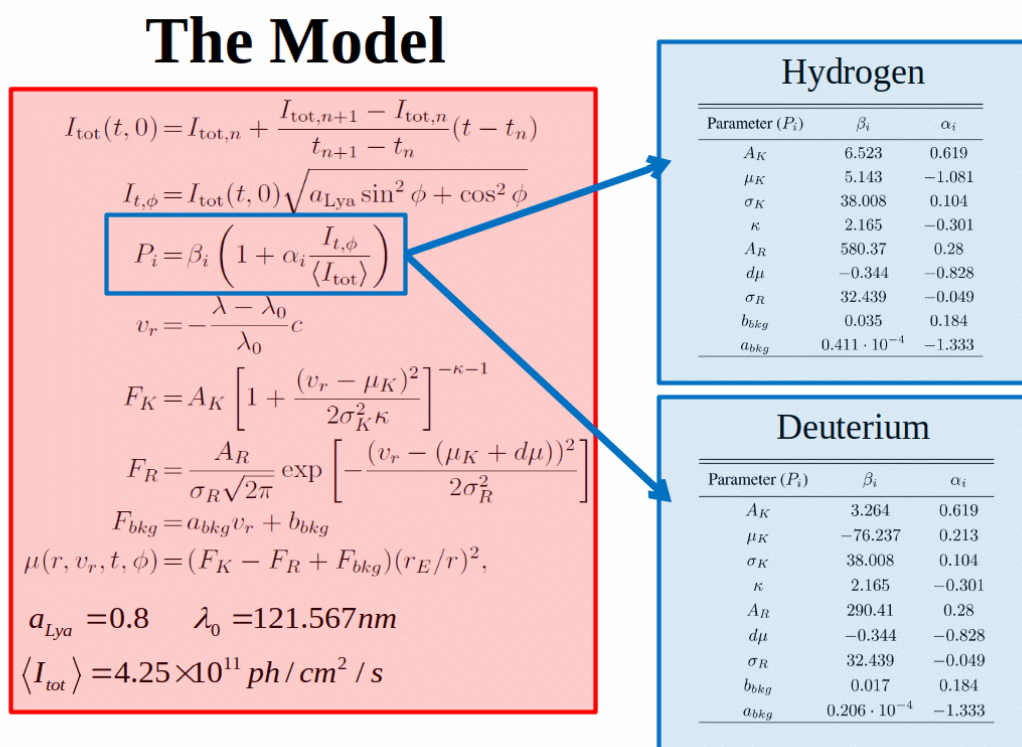 The Model
I_tot(t, 0) = I_tot,n + (I_tot,n+1 − I_tot,n)/(t_n+1 − t_n) (t − t_n)
I_t,ϕ = I_tot(t, 0)√(a_Lya sin² ϕ + cos² ϕ)
P_i = β_i (1 + α_i I_t,ϕ/⟨I_tot⟩)
v_r = −(λ − λ_0)/λ_0 c
F_K = A_K [1 + (v_r − μ_K)²/(2σ_K² κ)]^(−κ−1)
F_R = A_R/(σ_R√(2π)) exp [−(v_r − (μ_K + dμ))²/(2σ_R²)]
F_bkg = a_bkg v_r + b_bkg
μ(r, v_r, t, ϕ) = (F_K − F_R + F_bkg)(r_E/r)²,
a_Lya = 0.8 λ_0 = 121.567nm
⟨I_tot⟩ = 4.25×10¹¹ ph / cm² / s
Hydrogen
Parameter (P_i) β_i α_i
A_K 6.523 0.619
μ_K 5.143 −1.081
σ_K 38.008 0.104
κ 2.165 −0.301
A_R 580.37 0.28
dμ −0.344 −0.828
σ_R 32.439 −0.049
b_bkg 0.035 0.184
a_bkg 0.411 · 10⁻⁴ −1.333
Deuterium
Parameter (P_i) β_i α_i
A_K 3.264 0.619
μ_K −76.237 0.213
σ_K 38.008 0.104
κ 2.165 −0.301
A_R 290.41 0.28
dμ −0.344 −0.828
σ_R 32.439 −0.049
b_bkg 0.017 0.184
a_bkg 0.206 · 10⁻⁴ −1.333